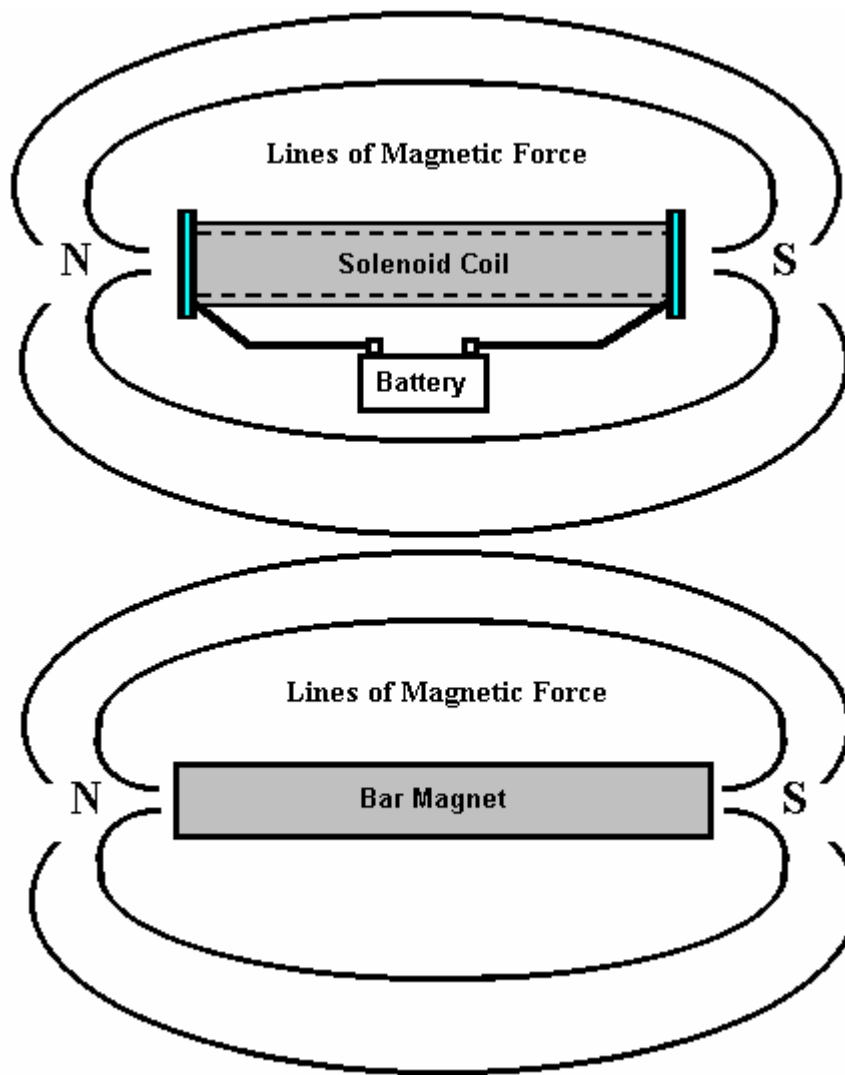 Lines of Magnetic Force
N
Solenoid Coil
S
Battery
Lines of Magnetic Force
N
Bar Magnet
S